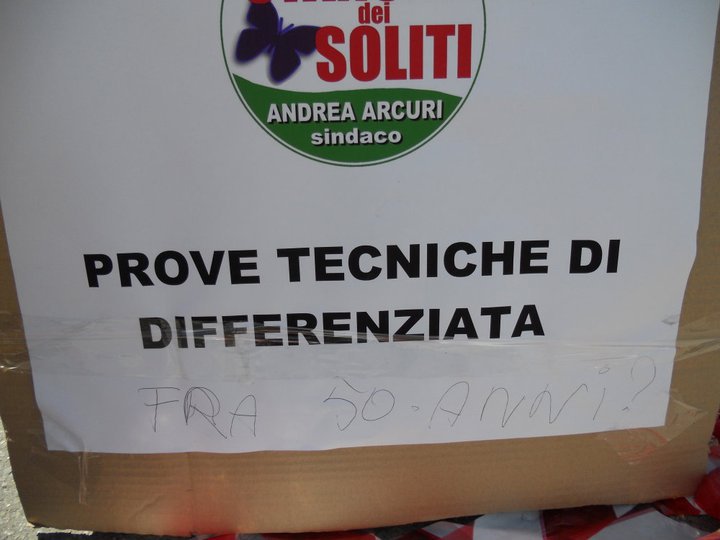 dei
SOLITI
ANDREA ARCURI
sindaco
PROVE TECNICHE DI
DIFFERENZIATA
FRA 50. ANNI?